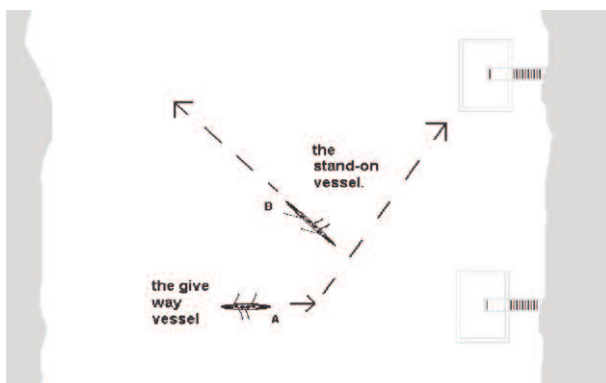 the
stand-on
vessel.
B
the give
way
vessel
A